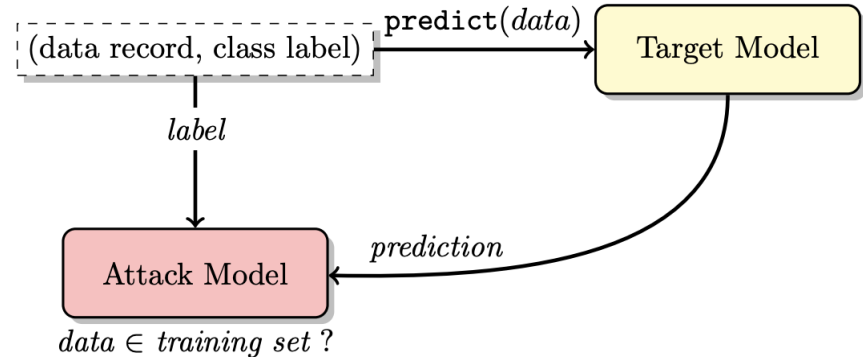 (data record, class label)
predict(data)
Target Model
label
prediction
Attack Model
data ∈ training set ?